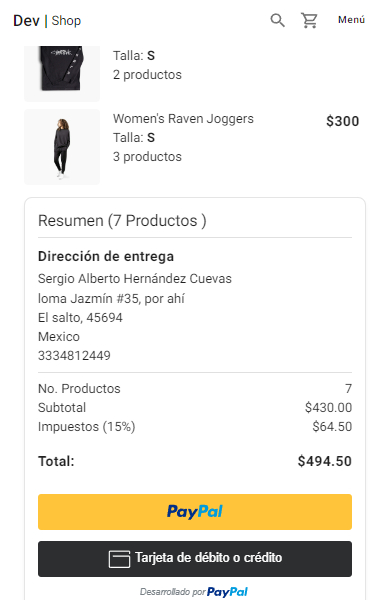 Dev | Shop
Menú
Talla: S
2 productos
Women's Raven Joggers
$300
Talla: S
3 productos
Resumen (7 Productos )
Dirección de entrega
Sergio Alberto Hernández Cuevas
loma Jazmín #35, por ahí
El salto, 45694
Mexico
3334812449
No. Productos 7
Subtotal $430.00
Impuestos (15%) $64.50
Total: $494.50
PayPal
Tarjeta de débito o crédito
Desarrollado por PayPal